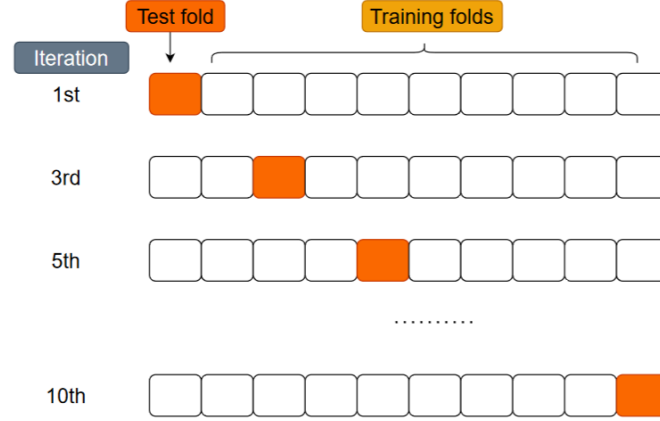 Test fold
Training folds
Iteration
1st
3rd
5th
..........
10th